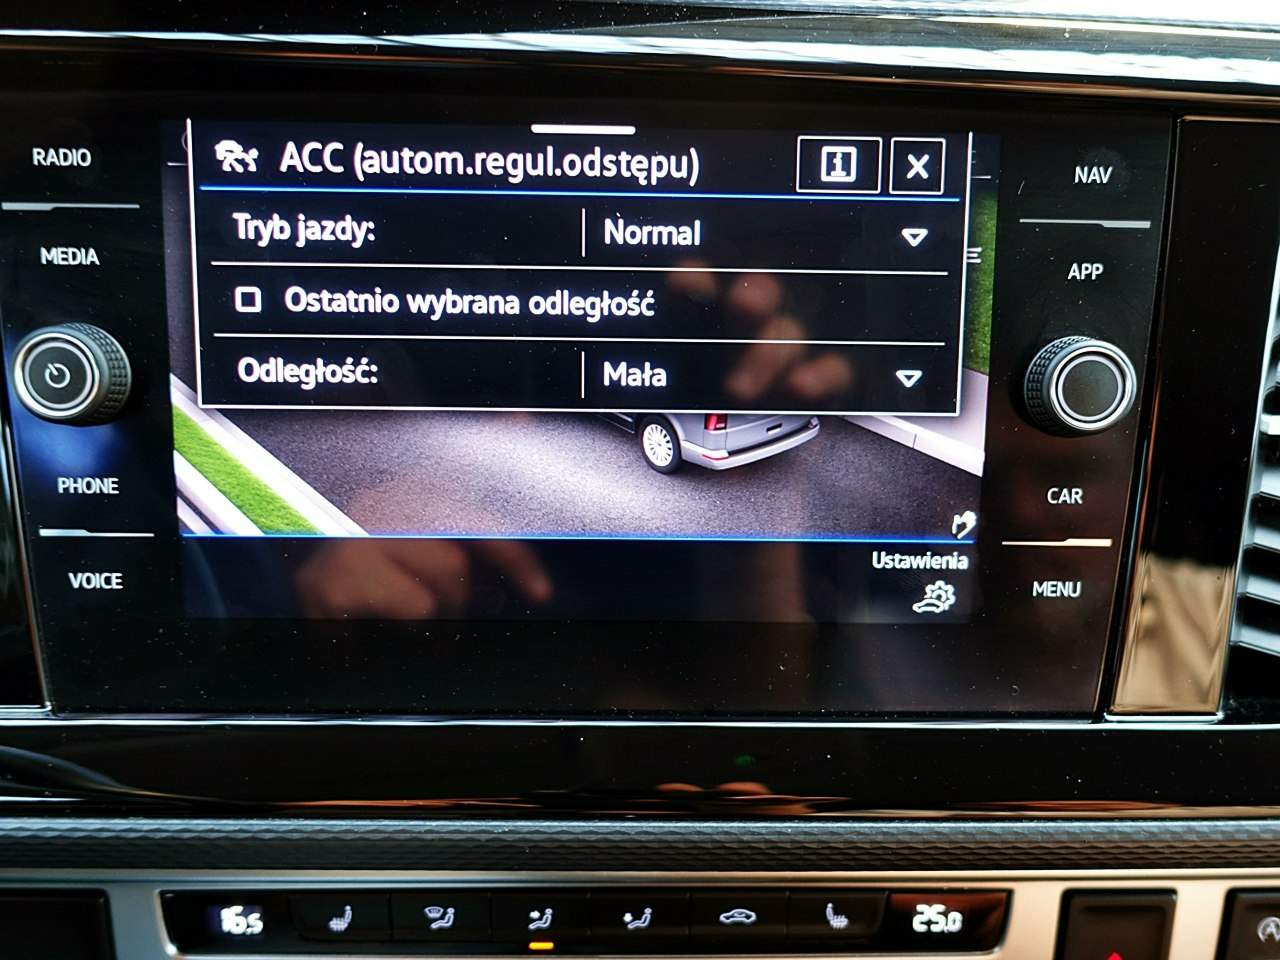 RADIO
MEDIA
PHONE
VOICE
ACC (autom.regul.odstępu)
i
Tryb jazdy:
Normal
Ostatnio wybrana odległość
Odległość:
Mała
Ustawienia
NAV
APP
CAR
MENU
16.5
25.0